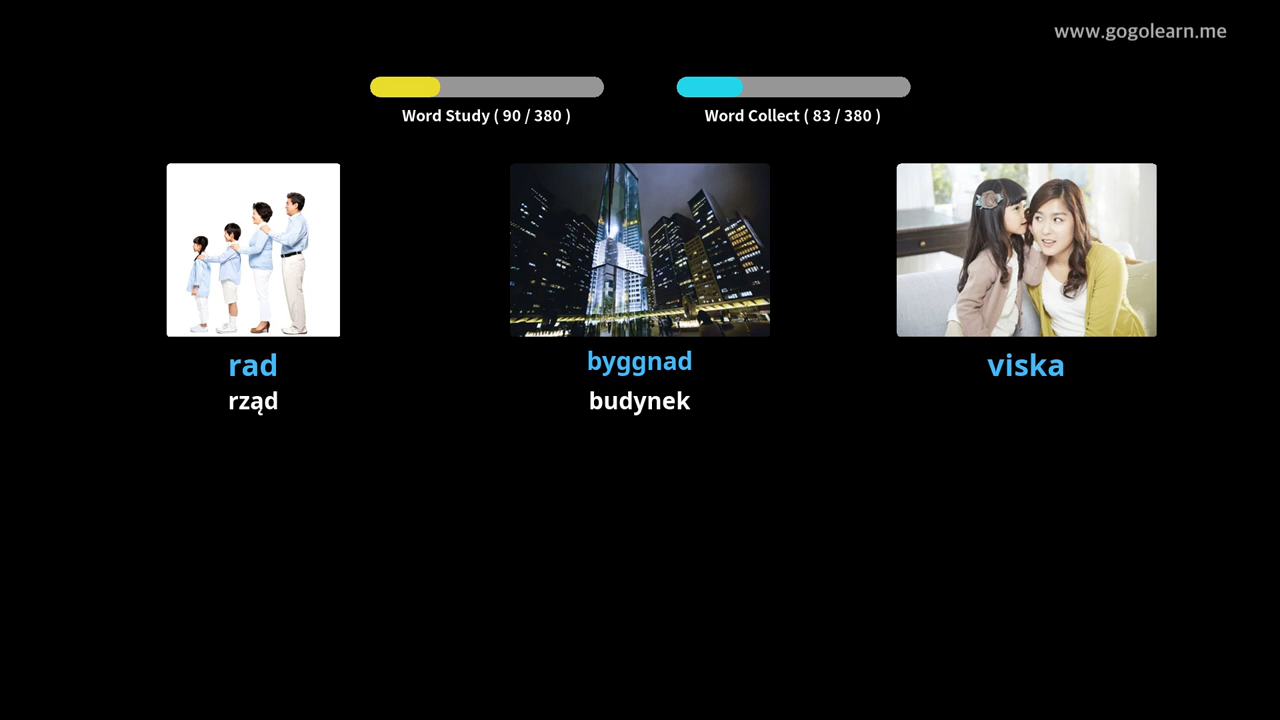 www.gogolearn.me
Word Study ( 90 / 380 )
Word Collect ( 83 / 380 )
rad
rząd
byggnad
budynek
viska